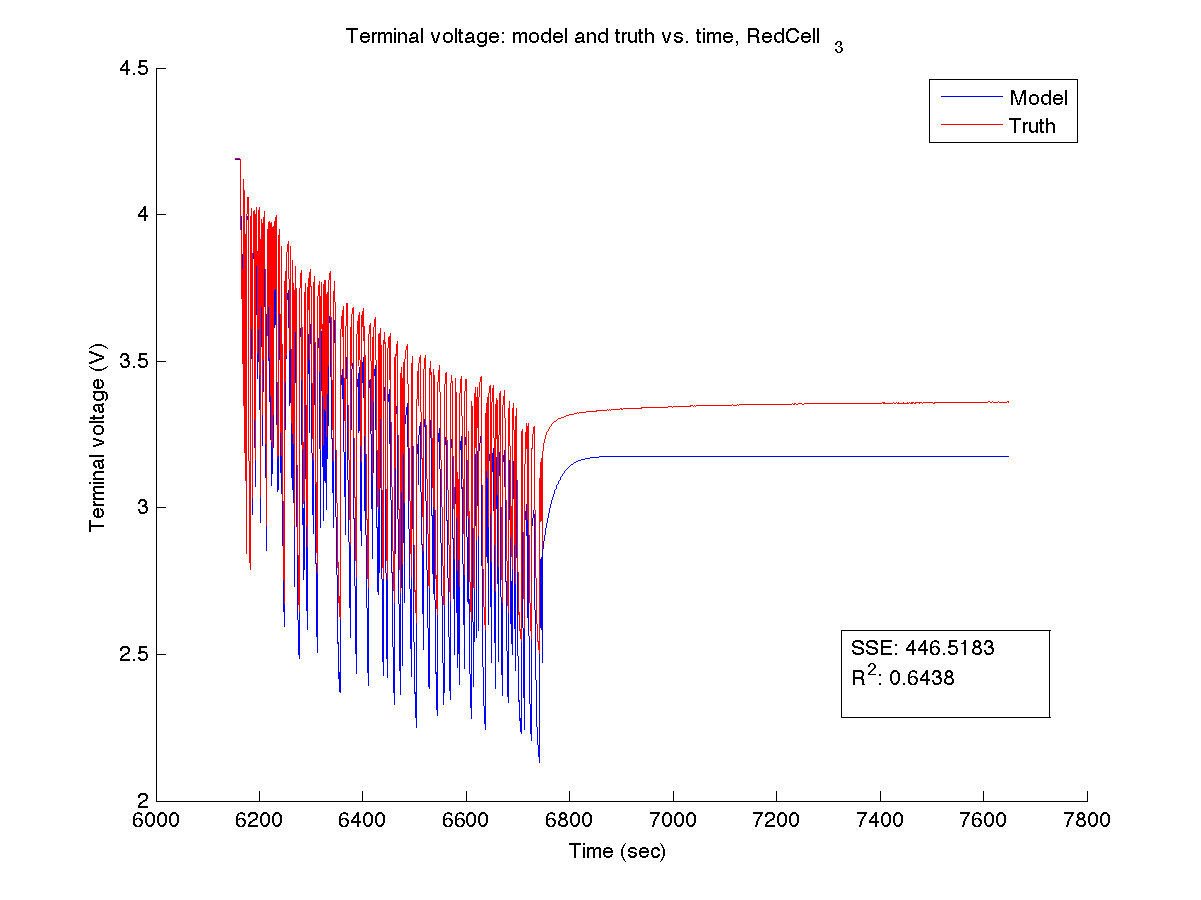 Terminal voltage: model and truth vs. time, RedCell ₃
4.5
Model
Truth
4
3.5
Terminal voltage (V)
3
2.5
SSE: 446.5183
R²: 0.6438
2
6000 6200 6400 6600 6800 7000 7200 7400 7600 7800
Time (sec)